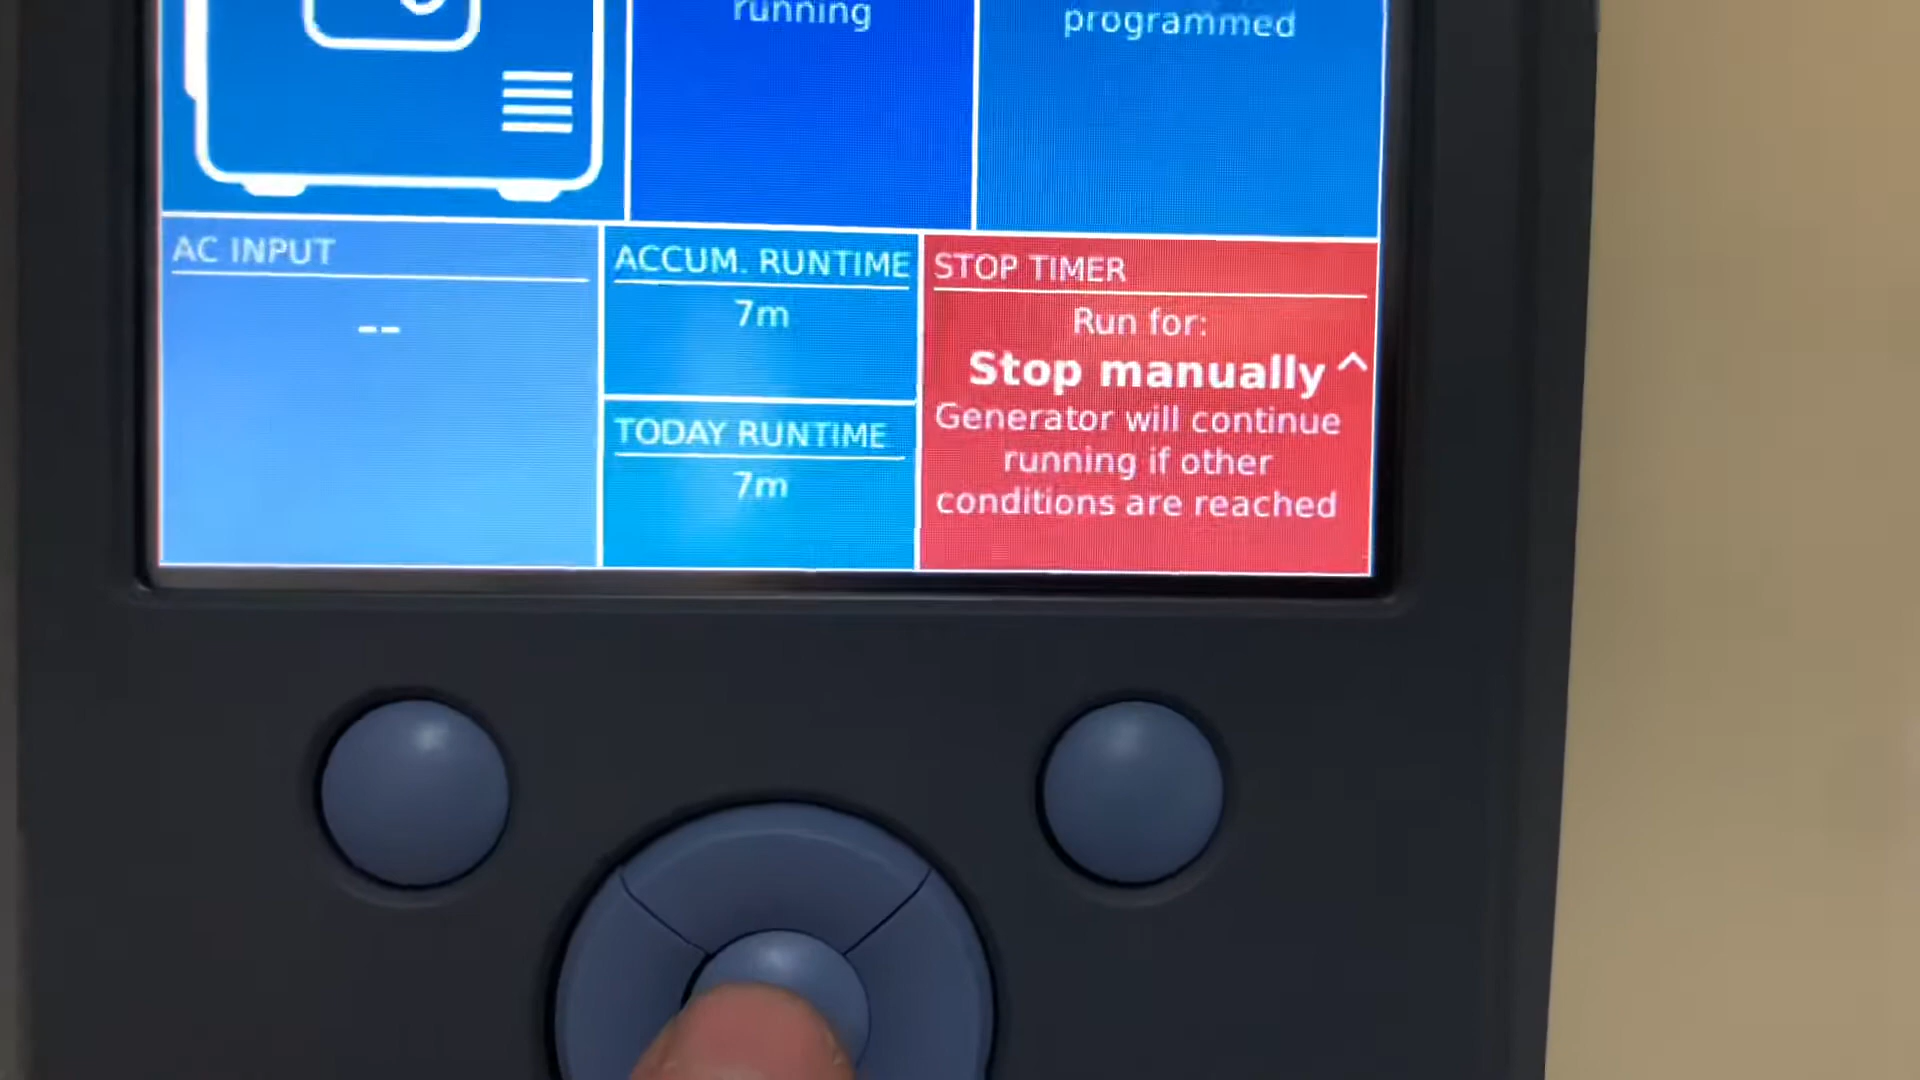 running
programmed
AC INPUT
--
ACCUM. RUNTIME
7m
TODAY RUNTIME
7m
STOP TIMER
Run for:
Stop manually ^
Generator will continue
running if other
conditions are reached